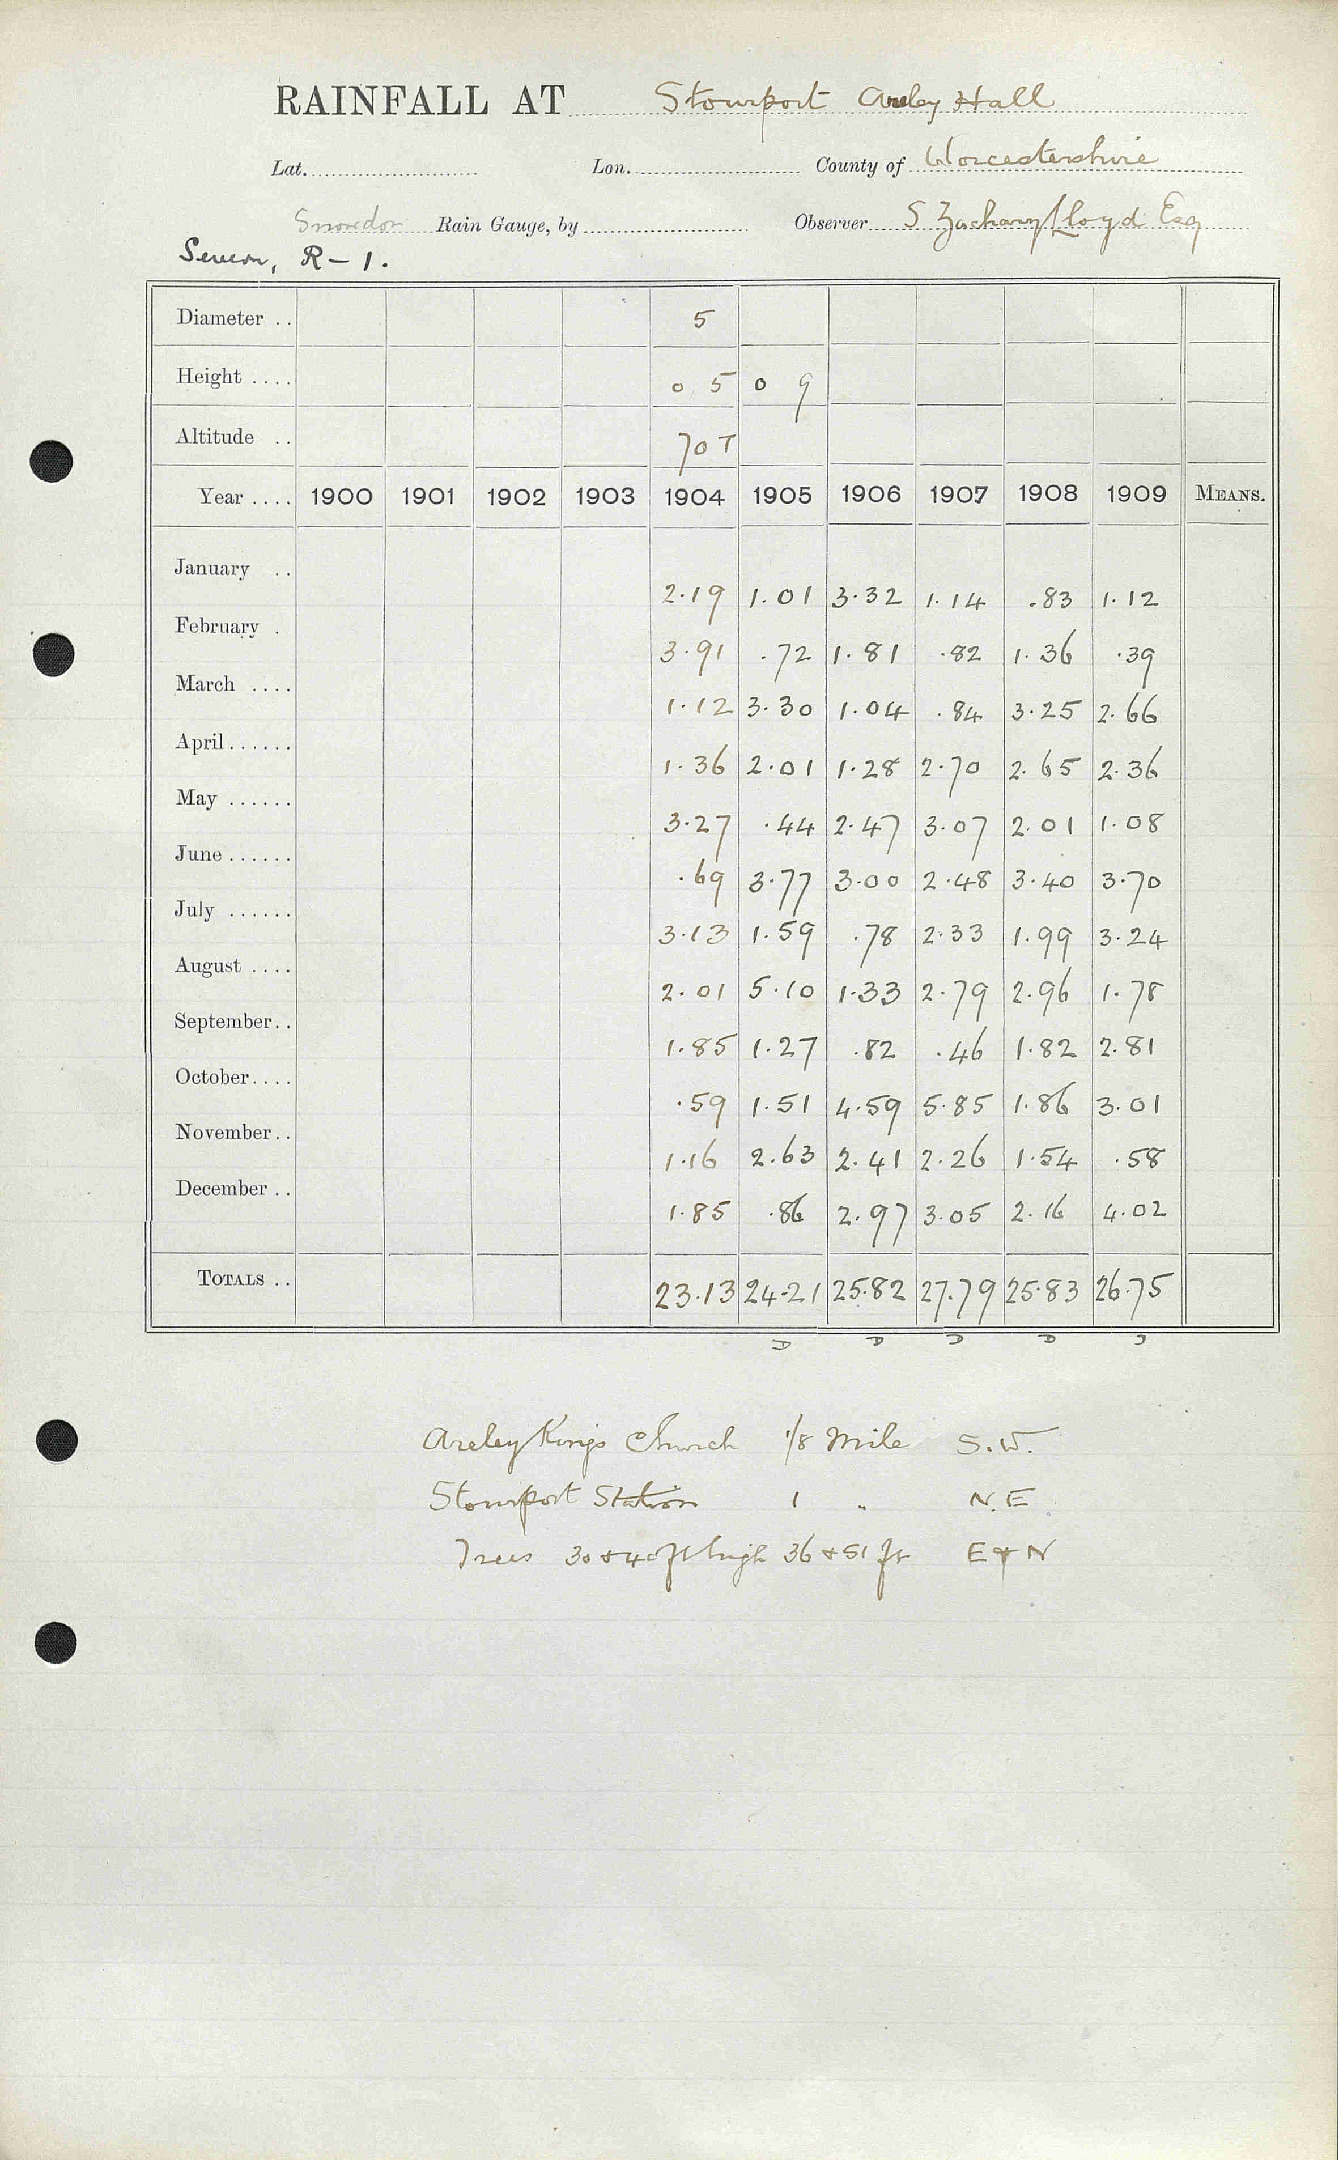 RAINFALL AT Stourport Areley Hall
Lat. Lon. County of Worcestershire
Snowdon Rain Gauge, by Observer S Zachary Lloyd Esq
Severn, R-1.
Diameter .. 5
Height .... 0 5 0 9
Altitude .. 70 T
Year .... 1900 1901 1902 1903 1904 1905 1906 1907 1908 1909 MEANS.
January .. 2.19 1.01 3.32 1.14 .83 1.12
February . 3.91 .72 1.81 .82 1.36 .39
March .... 1.12 3.30 1.04 .84 3.25 2.66
April...... 1.36 2.01 1.28 2.70 2.65 2.36
May ...... 3.27 .44 2.47 3.07 2.01 1.08
June...... .69 3.77 3.00 2.48 3.40 3.70
July ...... 3.13 1.59 .78 2.33 1.99 3.24
August .... 2.01 5.10 1.33 2.79 2.96 1.78
September.. 1.85 1.27 .82 .46 1.82 2.81
October.... .59 1.51 4.59 5.85 1.86 3.01
November.. 1.16 2.63 2.41 2.26 1.54 .58
December .. 1.85 .86 2.97 3.05 2.16 4.02
TOTALS .. 23.13 24.21 25.82 27.79 25.83 26.75
D D D D D
Areley Kings Church 1/8 Mile S.W.
Stourport Station 1 " N.E
Trees 30 & 40 ft high 36 & 51 ft E & N